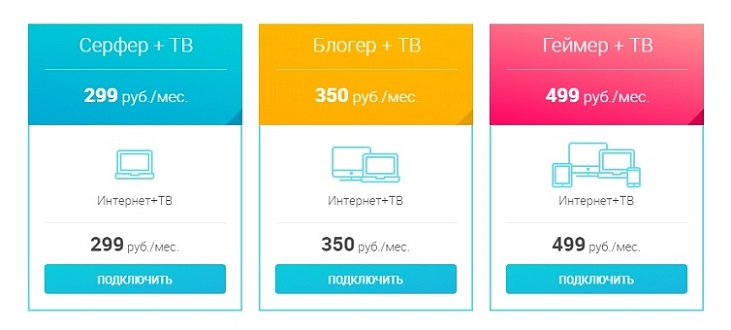 Серфер + ТВ
299 руб./мес.
Интернет+ТВ
299 руб./мес.
ПОДКЛЮЧИТЬ
Блогер + ТВ
350 руб./мес.
Интернет+ТВ
350 руб./мес.
ПОДКЛЮЧИТЬ
Геймер + ТВ
499 руб./мес.
Интернет+ТВ
499 руб./мес.
ПОДКЛЮЧИТЬ